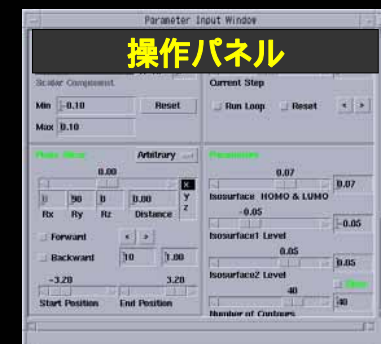 Parameter Input Window
操作パネル
Scalar Component
Min -0.10 Reset
Max 0.10
Current Step
Run Loop Reset < >
Arbitrary
0.00
X
0 90 0 0.00 Y
Rx Ry Rz Distance Z
Forward < >
Backward 10 1.00
-3.20 3.20
Start Position End Position
Parameters
0.07
0.07
Isosurface HOMO & LUMO
-0.05
-0.05
Isosurface1 Level
0.05
0.05
Isosurface2 Level
40
40
Number of Contours